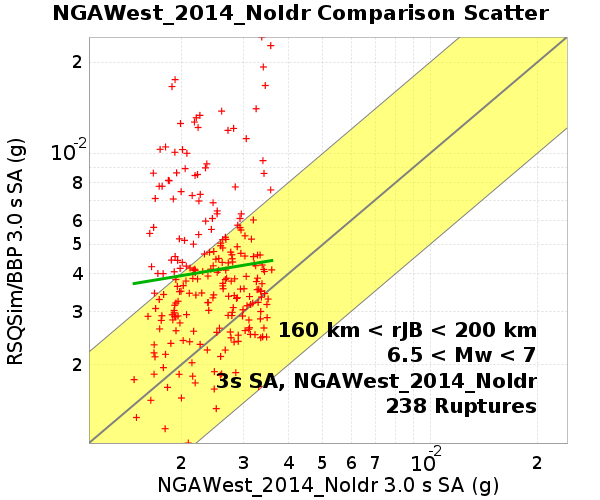 NGAWest_2014_NoIdr Comparison Scatter
RSQSim/BBP 3.0 s SA (g)
2
10-2
8
6
5
4
3
2
160 km < rJB < 200 km
6.5 < Mw < 7
3s SA, NGAWest_2014_NoIdr
238 Ruptures
2 3 4 5 6 7 10-2 2
NGAWest_2014_NoIdr 3.0 s SA (g)